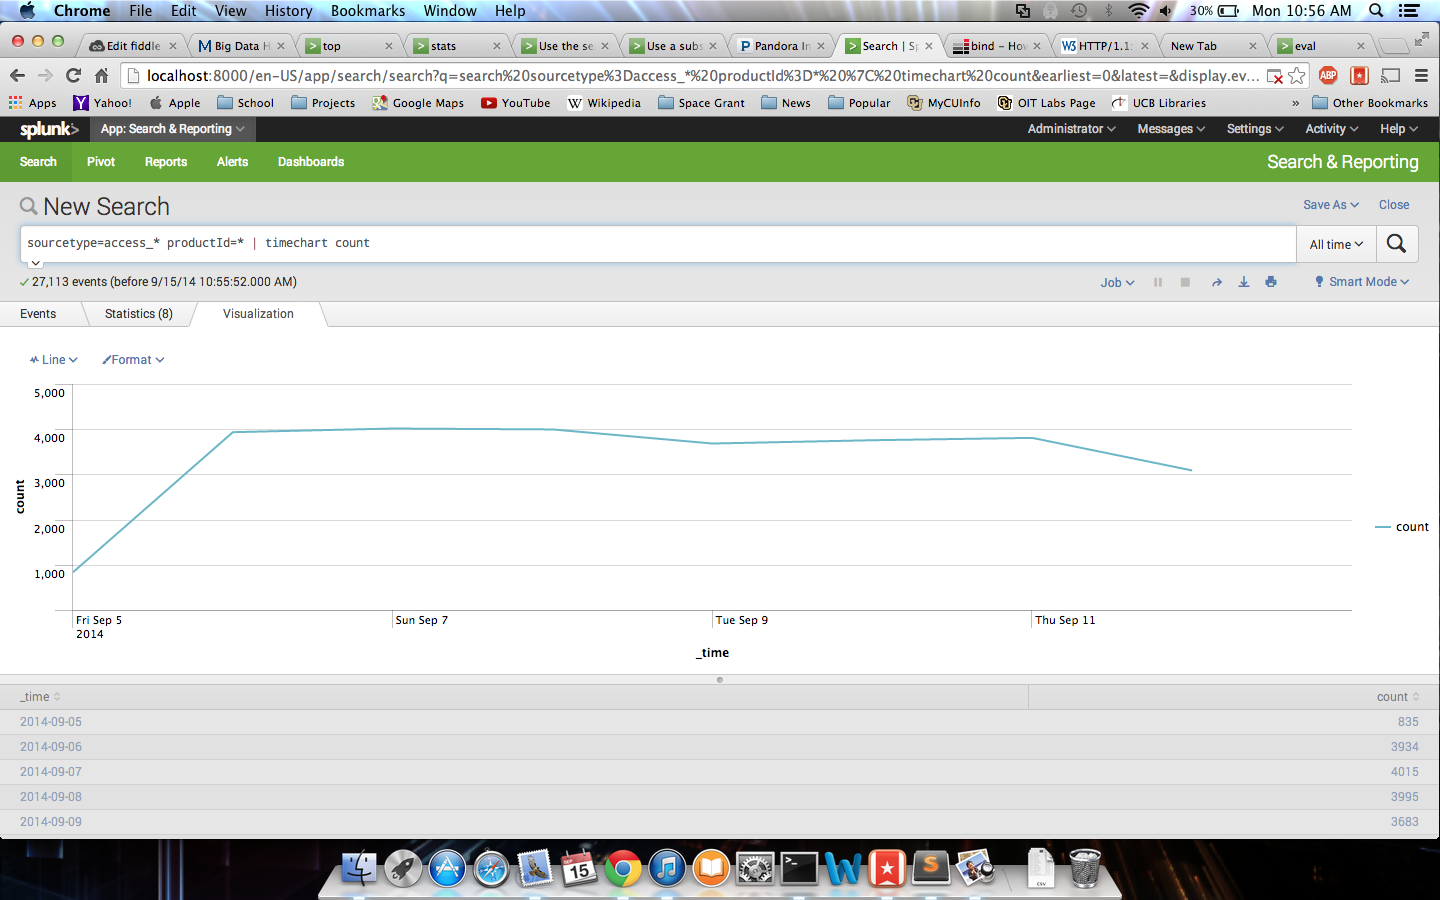 Chrome File Edit View History Bookmarks Window Help 30% Mon 10:56 AM
Edit fiddle Big Data H top stats Use the se Use a subs Pandora In Search | Sp bind – Hov HTTP/1.1: New Tab eval
localhost:8000/en-US/app/search/search?q=search%20sourcetype%3Daccess_*%20productId%3D*%20%7C%20timechart%20count&earliest=0&latest=&display.ev...
ABP
Apps Yahoo! Apple School Projects Google Maps YouTube Wikipedia Space Grant News Popular MyCUInfo OIT Labs Page UCB Libraries » Other Bookmarks
splunk> App: Search & Reporting Administrator Messages Settings Activity Help
Search Pivot Reports Alerts Dashboards Search & Reporting
New Search Save As Close
sourcetype=access_* productId=* | timechart count All time
27,113 events (before 9/15/14 10:55:52.000 AM) Job Smart Mode
Events Statistics (8) Visualization
Line Format
5,000
4,000
3,000
2,000
1,000
count
count
Fri Sep 5 Sun Sep 7 Tue Sep 9 Thu Sep 11
2014
_time
_time count
2014-09-05 835
2014-09-06 3934
2014-09-07 4015
2014-09-08 3995
2014-09-09 3683
SEP
15
CSV